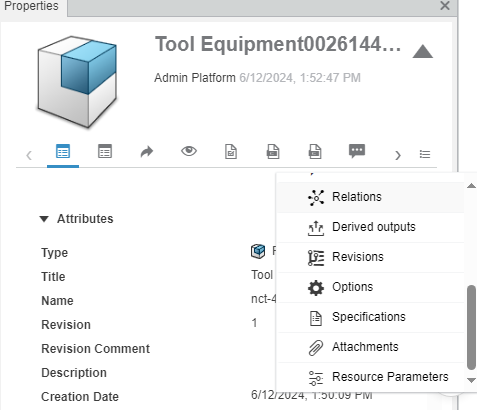 Properties
Tool Equipment0026144...
Admin Platform 6/12/2024, 1:52:47 PM
Attributes
Type
Title Tool
Name nct-4
Revision 1
Revision Comment
Description
Creation Date 6/12/2024, 1:50:09 PM
Relations
Derived outputs
Revisions
Options
Specifications
Attachments
Resource Parameters